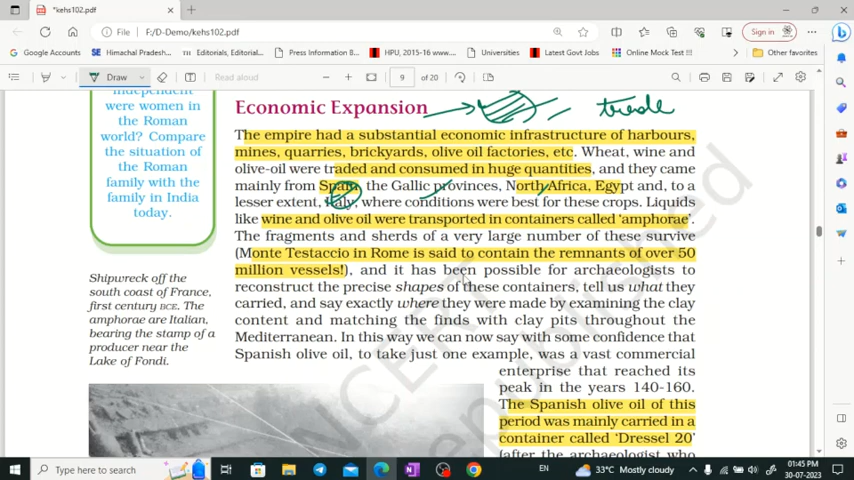 *kehs102.pdf
File F:/D-Demo/kehs102.pdf
Sign in
Google Accounts Himachal Pradesh... Editorials, Editorial... Press Information B... HPU, 2015-16 www.... Universities Latest Govt Jobs Online Mock Test !!! Other favorites
Draw Read aloud 9 of 20
independent
were women in
the Roman
world? Compare
the situation of
the Roman
family with the
family in India
today.
Shipwreck off the
south coast of France,
first century BCE. The
amphorae are Italian,
bearing the stamp of a
producer near the
Lake of Fondi.
Economic Expansion
trade
The empire had a substantial economic infrastructure of harbours,
mines, quarries, brickyards, olive oil factories, etc. Wheat, wine and
olive-oil were traded and consumed in huge quantities, and they came
mainly from Spain, the Gallic provinces, North Africa, Egypt and, to a
lesser extent, Italy, where conditions were best for these crops. Liquids
like wine and olive oil were transported in containers called ‘amphorae’.
The fragments and sherds of a very large number of these survive
(Monte Testaccio in Rome is said to contain the remnants of over 50
million vessels!), and it has been possible for archaeologists to
reconstruct the precise shapes of these containers, tell us what they
carried, and say exactly where they were made by examining the clay
content and matching the finds with clay pits throughout the
Mediterranean. In this way we can now say with some confidence that
Spanish olive oil, to take just one example, was a vast commercial
enterprise that reached its
peak in the years 140-160.
The Spanish olive oil of this
period was mainly carried in a
container called ‘Dressel 20’
(after the archaeologist who
NCERT
republished
Type here to search
EN
33°C Mostly cloudy
01:45 PM
30-07-2023